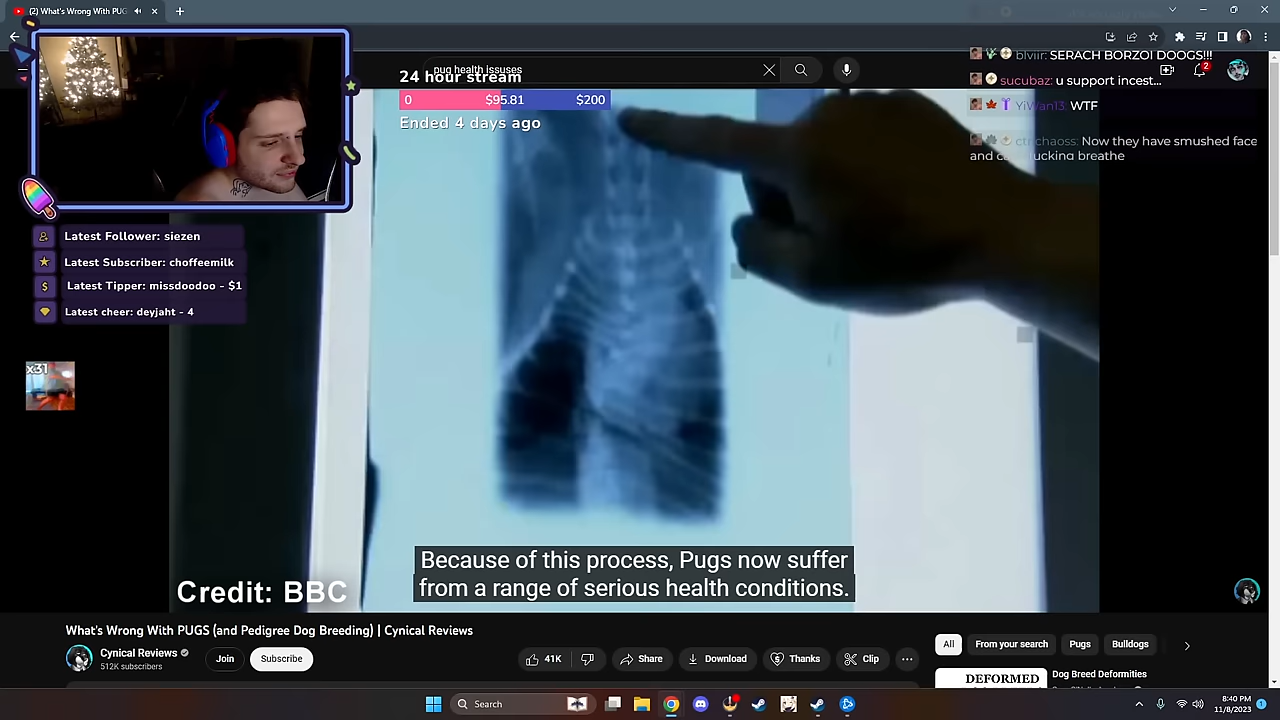 (2) What's Wrong With PUG
pug health issuses
24 hour stream
0 $95.81 $200
Ended 4 days ago
blviir: SERACH BORZOI DOOGS!!!
sucubaz: u support incest...
YiWan13: WTF
Now they have smushed face
and fucking breathe
Latest Follower: siezen
Latest Subscriber: choffeemilk
Latest Tipper: missdoodoo - $1
Latest cheer: deyjaht - 4
x31
Because of this process, Pugs now suffer
from a range of serious health conditions.
Credit: BBC
What's Wrong With PUGS (and Pedigree Dog Breeding) | Cynical Reviews
Cynical Reviews
512K subscribers
Join
Subscribe
41K
Share
Download
Thanks
Clip
All
From your search
Pugs
Bulldogs
DEFORMED
Dog Breed Deformities
Search
8:40 PM
11/8/2023
2
1